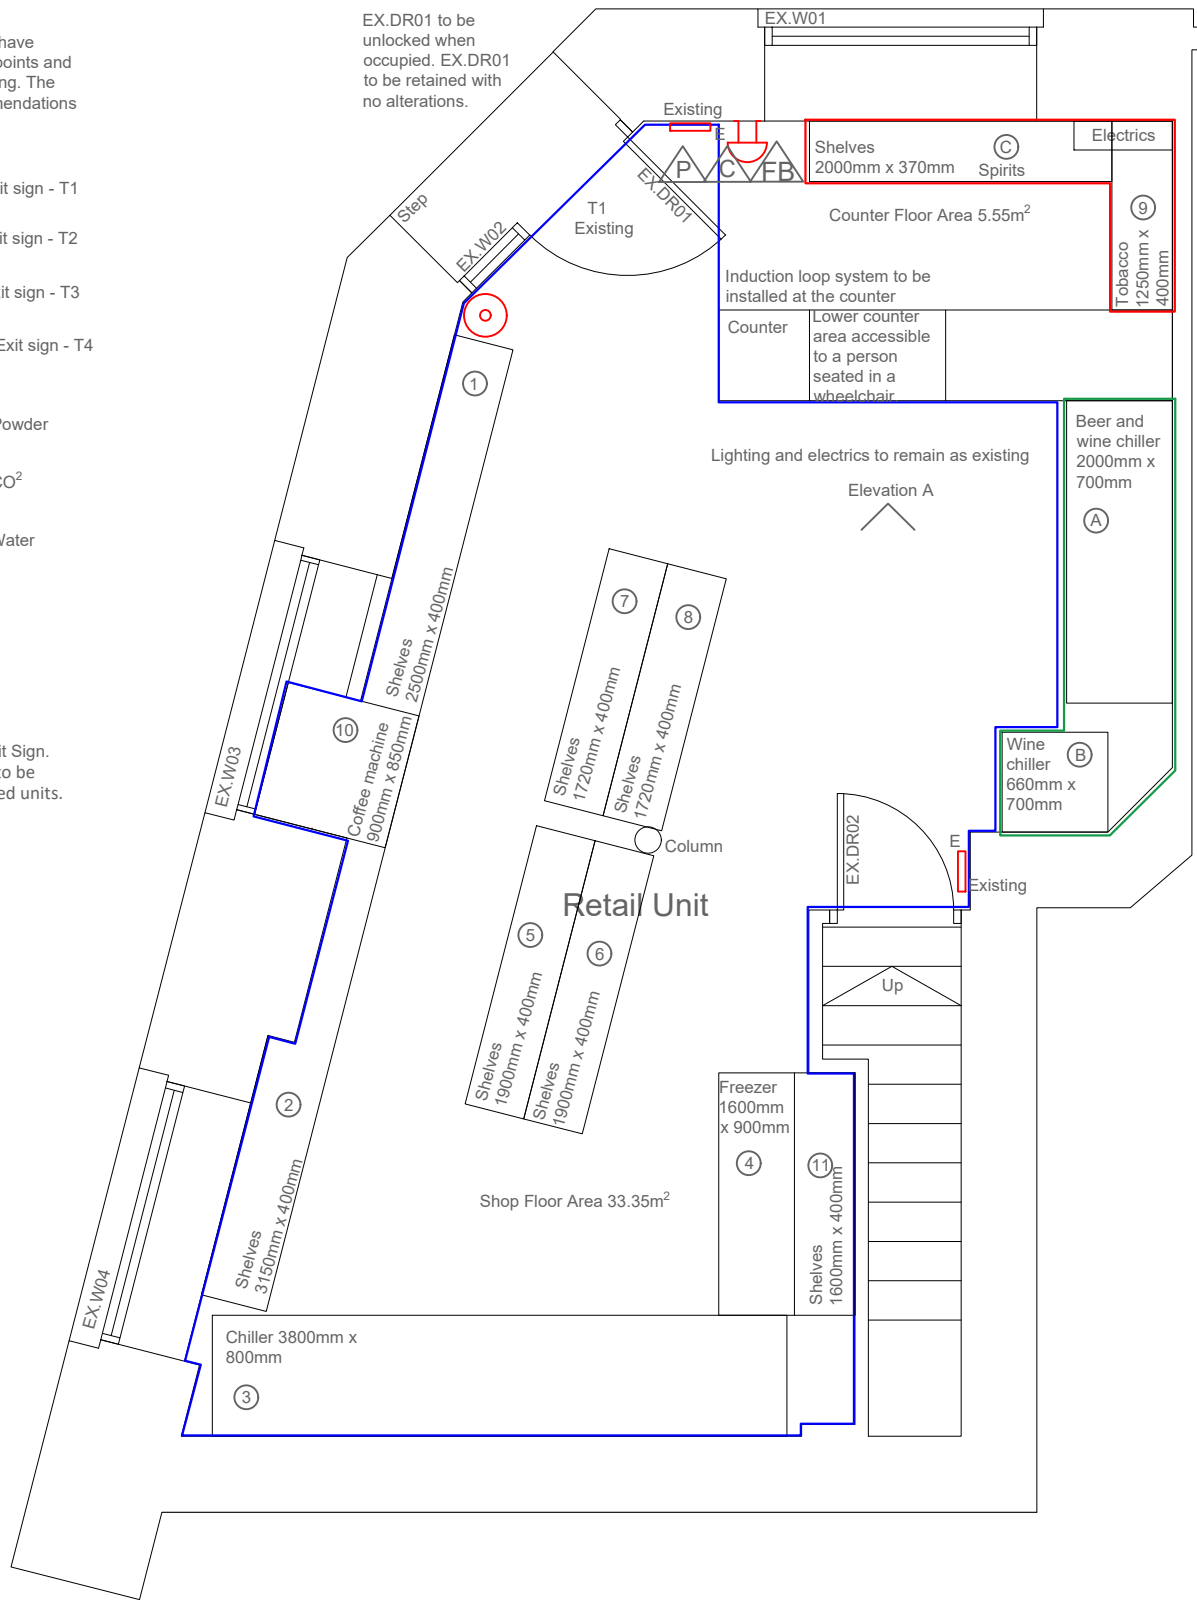 have
points and
ng. The
mendations
xit sign - T1
xit sign - T2
xit sign - T3
Exit sign - T4
Powder
CO²
Water
it Sign.
to be
ed units.
EX.DR01 to be
unlocked when
occupied. EX.DR01
to be retained with
no alterations.
EX.W01
Existing
E
P
C
FB
Shelves
2000mm x 370mm
C
Spirits
Electrics
EX.DR01
T1
Existing
Step
EX.W02
Counter Floor Area 5.55m²
9
Tobacco
1250mm x
400mm
Induction loop system to be
installed at the counter
Counter
Lower counter
area accessible
to a person
seated in a
wheelchair
1
Shelves
2500mm x 400mm
Beer and
wine chiller
2000mm x
700mm
A
Lighting and electrics to remain as existing
Elevation A
7
Shelves
1720mm x 400mm
8
Shelves
1720mm x 400mm
10
Coffee machine
900mm x 850mm
EX.W03
Wine
chiller
660mm x
700mm
B
Column
EX.DR02
E
Existing
Retail Unit
5
Shelves
1900mm x 400mm
6
Shelves
1900mm x 400mm
Up
2
Shelves
3150mm x 400mm
Freezer
1600mm
x 900mm
4
11
Shelves
1600mm x 400mm
Shop Floor Area 33.35m²
EX.W04
Chiller 3800mm x
800mm
3